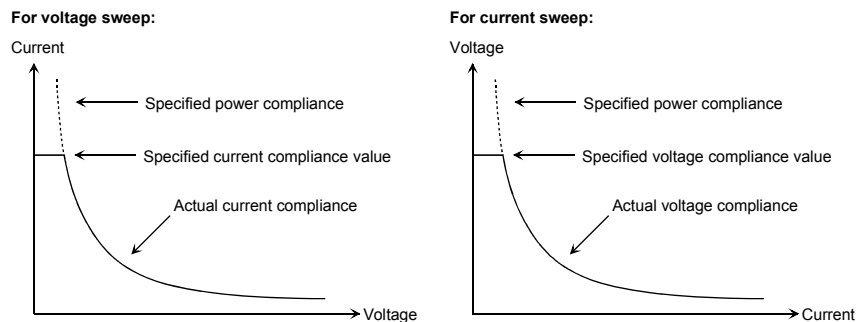 For voltage sweep:
Current
Specified power compliance
Specified current compliance value
Actual current compliance
Voltage
For current sweep:
Voltage
Specified power compliance
Specified voltage compliance value
Actual voltage compliance
Current